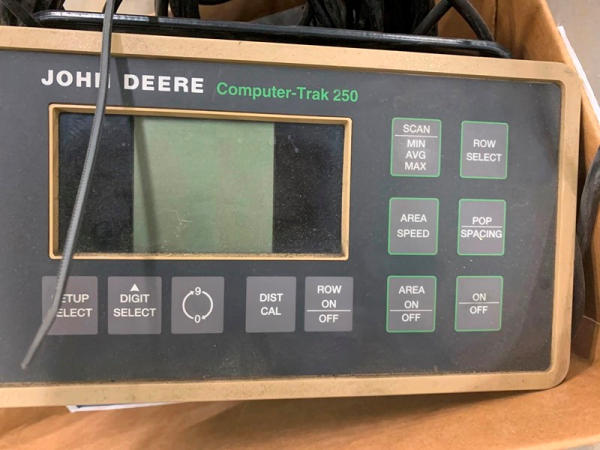 JOHN DEERE Computer-Trak 250
SCAN
MIN
AVG
MAX
ROW
SELECT
AREA
SPEED
POP
SPACING
DIGIT
SELECT
9
0
DIST
CAL
ROW
ON
OFF
AREA
ON
OFF
ON
OFF